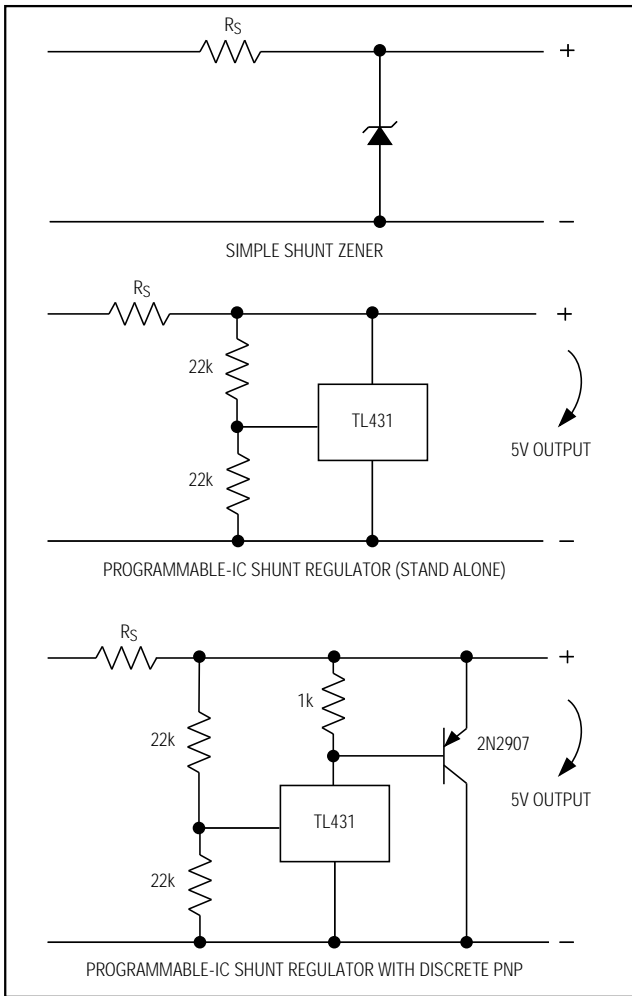 RS
+
−
SIMPLE SHUNT ZENER
RS
+
22k
TL431
5V OUTPUT
22k
−
PROGRAMMABLE-IC SHUNT REGULATOR (STAND ALONE)
RS
+
1k
22k
2N2907
5V OUTPUT
TL431
22k
−
PROGRAMMABLE-IC SHUNT REGULATOR WITH DISCRETE PNP